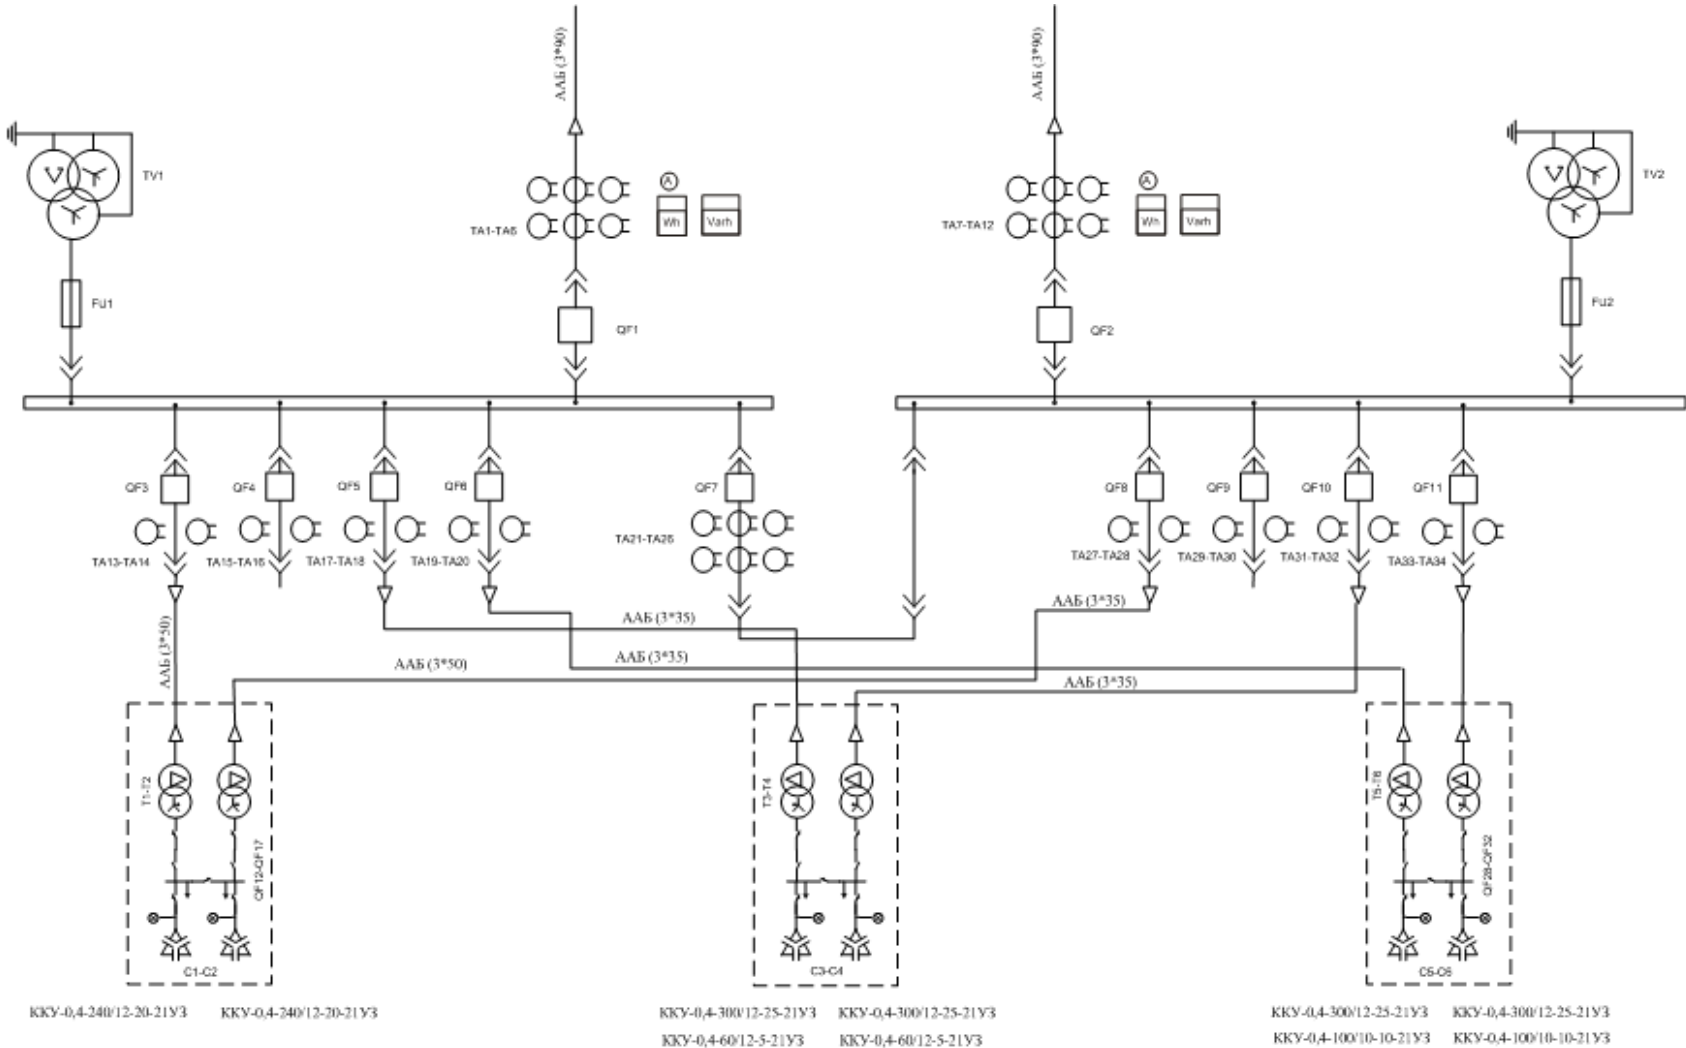 ААБ (3*90)
ААБ (3*90)
TV1
TV2
A
A
Wh
Varh
Wh
Varh
TA1-TA6
TA7-TA12
FU1
FU2
QF1
QF2
QF3
QF4
QF5
QF6
QF7
QF8
QF9
QF10
QF11
TA21-TA26
TA13-TA14
TA15-TA16
TA17-TA18
TA19-TA20
TA27-TA28
TA29-TA30
TA31-TA32
TA33-TA34
ААБ (3*35)
ААБ (3*35)
ААБ (3*50)
ААБ (3*50)
ААБ (3*35)
ААБ (3*35)
T1-T2
T3-T4
T5-T6
QF12-QF17
QF28-QF32
C1-C2
C3-C4
C5-C6
ККУ-0,4-240/12-20-21УЗ
ККУ-0,4-240/12-20-21УЗ
ККУ-0,4-300/12-25-21УЗ
ККУ-0,4-300/12-25-21УЗ
ККУ-0,4-300/12-25-21УЗ
ККУ-0,4-300/12-25-21УЗ
ККУ-0,4-60/12-5-21УЗ
ККУ-0,4-60/12-5-21УЗ
ККУ-0,4-100/10-10-21УЗ
ККУ-0,4-100/10-10-21УЗ